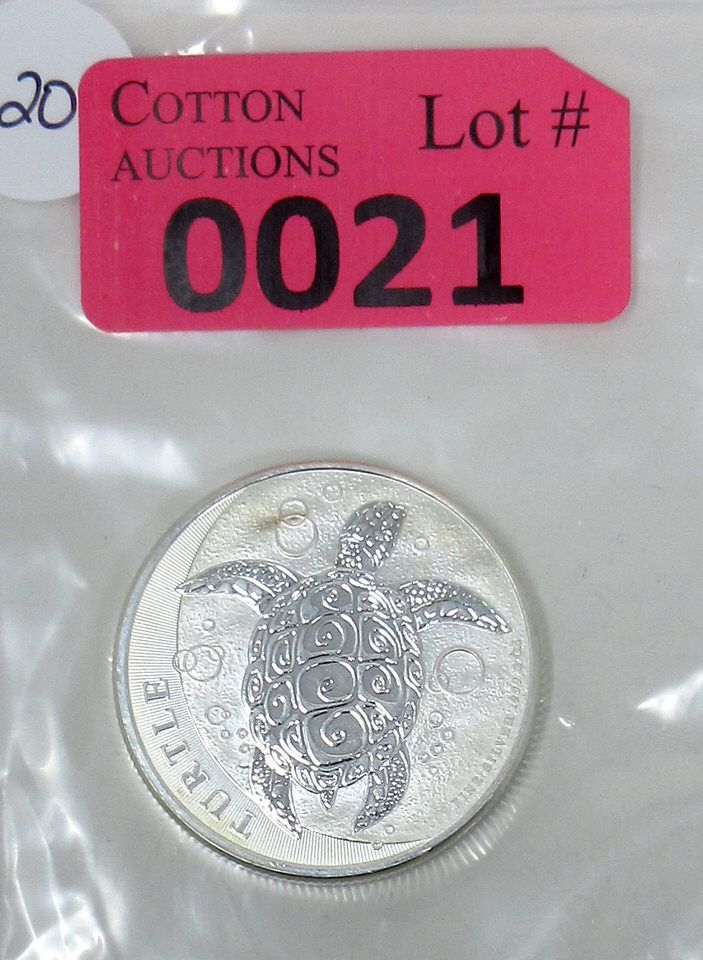 20
COTTON
AUCTIONS
Lot #
0021
TURTLE